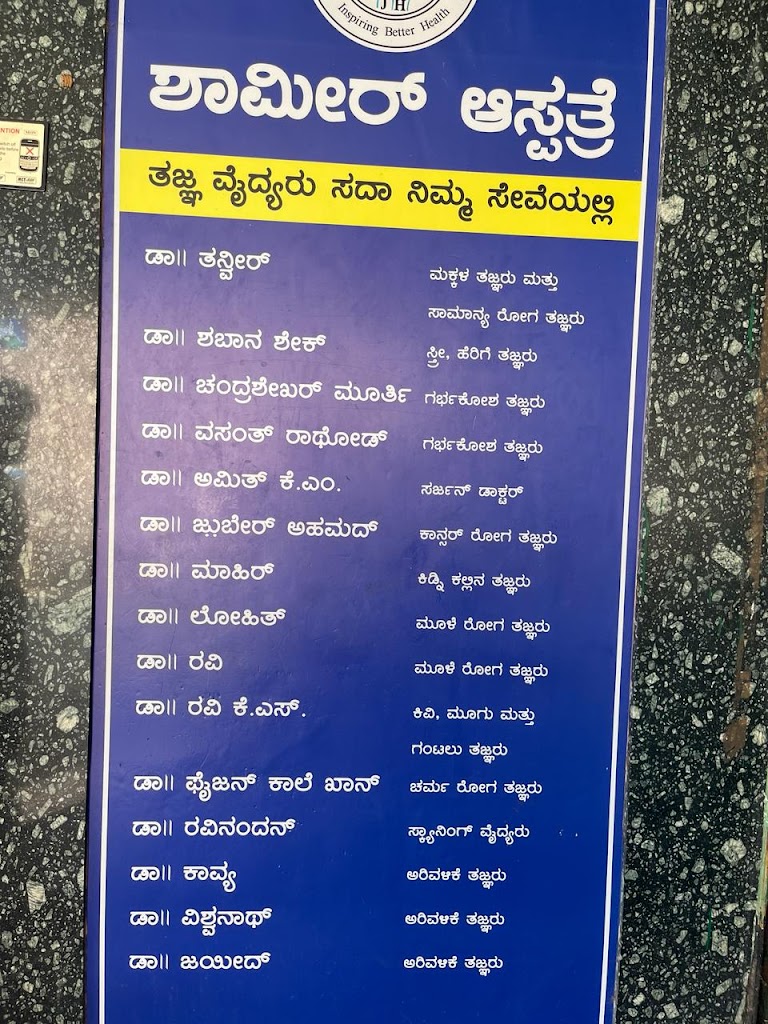 JH
Inspiring Better Health
ಶಾಮೀರ್ ಆಸ್ಪತ್ರೆ
ತಜ್ಞ ವೈದ್ಯರು ಸದಾ ನಿಮ್ಮ ಸೇವೆಯಲ್ಲಿ
ಡಾ|| ತನ್ವೀರ್ ಮಕ್ಕಳ ತಜ್ಞರು ಮತ್ತು
ಸಾಮಾನ್ಯ ರೋಗ ತಜ್ಞರು
ಡಾ|| ಶಬಾನ ಶೇಕ್ ಸ್ತ್ರೀ, ಹೆರಿಗೆ ತಜ್ಞರು
ಡಾ|| ಚಂದ್ರಶೇಖರ್ ಮೂರ್ತಿ ಗರ್ಭಕೋಶ ತಜ್ಞರು
ಡಾ|| ವಸಂತ್ ರಾಥೋಡ್ ಗರ್ಭಕೋಶ ತಜ್ಞರು
ಡಾ|| ಅಮಿತ್ ಕೆ.ಎಂ. ಸರ್ಜನ್ ಡಾಕ್ಟರ್
ಡಾ|| ಜು಼ಬೇರ್ ಅಹಮದ್ ಕಾನ್ಸರ್ ರೋಗ ತಜ್ಞರು
ಡಾ|| ಮಾಹಿರ್ ಕಿಡ್ನಿ ಕಲ್ಲಿನ ತಜ್ಞರು
ಡಾ|| ಲೋಹಿತ್ ಮೂಳೆ ರೋಗ ತಜ್ಞರು
ಡಾ|| ರವಿ ಮೂಳೆ ರೋಗ ತಜ್ಞರು
ಡಾ|| ರವಿ ಕೆ.ಎಸ್. ಕಿವಿ, ಮೂಗು ಮತ್ತು
ಗಂಟಲು ತಜ್ಞರು
ಡಾ|| ಫೈಜನ್ ಕಾಲೆ ಖಾನ್ ಚರ್ಮ ರೋಗ ತಜ್ಞರು
ಡಾ|| ರವಿನಂದನ್ ಸ್ಕ್ಯಾನಿಂಗ್ ವೈದ್ಯರು
ಡಾ|| ಕಾವ್ಯ ಅರಿವಳಿಕೆ ತಜ್ಞರು
ಡಾ|| ವಿಶ್ವನಾಥ್ ಅರಿವಳಿಕೆ ತಜ್ಞರು
ಡಾ|| ಜಯೀದ್ ಅರಿವಳಿಕೆ ತಜ್ಞರು